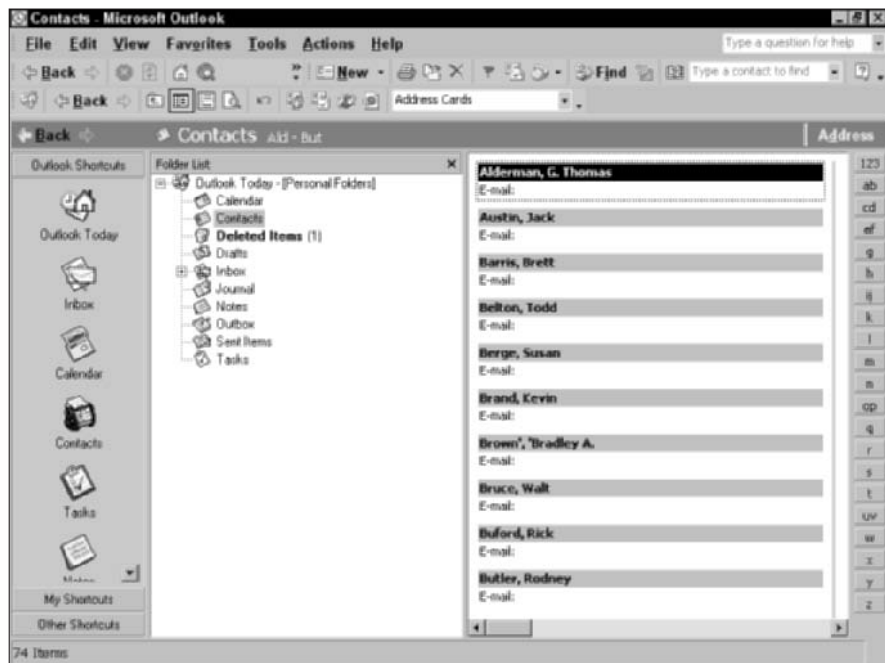 Contacts - Microsoft Outlook
File Edit View Favorites Tools Actions Help
Type a question for help
Back New Find Type a contact to find
Back Address Cards
Back Contacts Ald - But Address
Outlook Shortcuts
Outlook Today
Inbox
Calendar
Contacts
Tasks
Notes
My Shortcuts
Other Shortcuts
Folder List
Outlook Today - [Personal Folders]
Calendar
Contacts
Deleted Items (1)
Drafts
Inbox
Journal
Notes
Outbox
Sent Items
Tasks
Alderman, G. Thomas
E-mail:
Austin, Jack
E-mail:
Barris, Brett
E-mail:
Belton, Todd
E-mail:
Berge, Susan
E-mail:
Brand, Kevin
E-mail:
Brown', 'Bradley A.
E-mail:
Bruce, Walt
E-mail:
Buford, Rick
E-mail:
Butler, Rodney
E-mail:
123
ab
cd
ef
g
h
ij
k
l
m
n
op
q
r
s
t
uv
w
x
y
z
74 Items